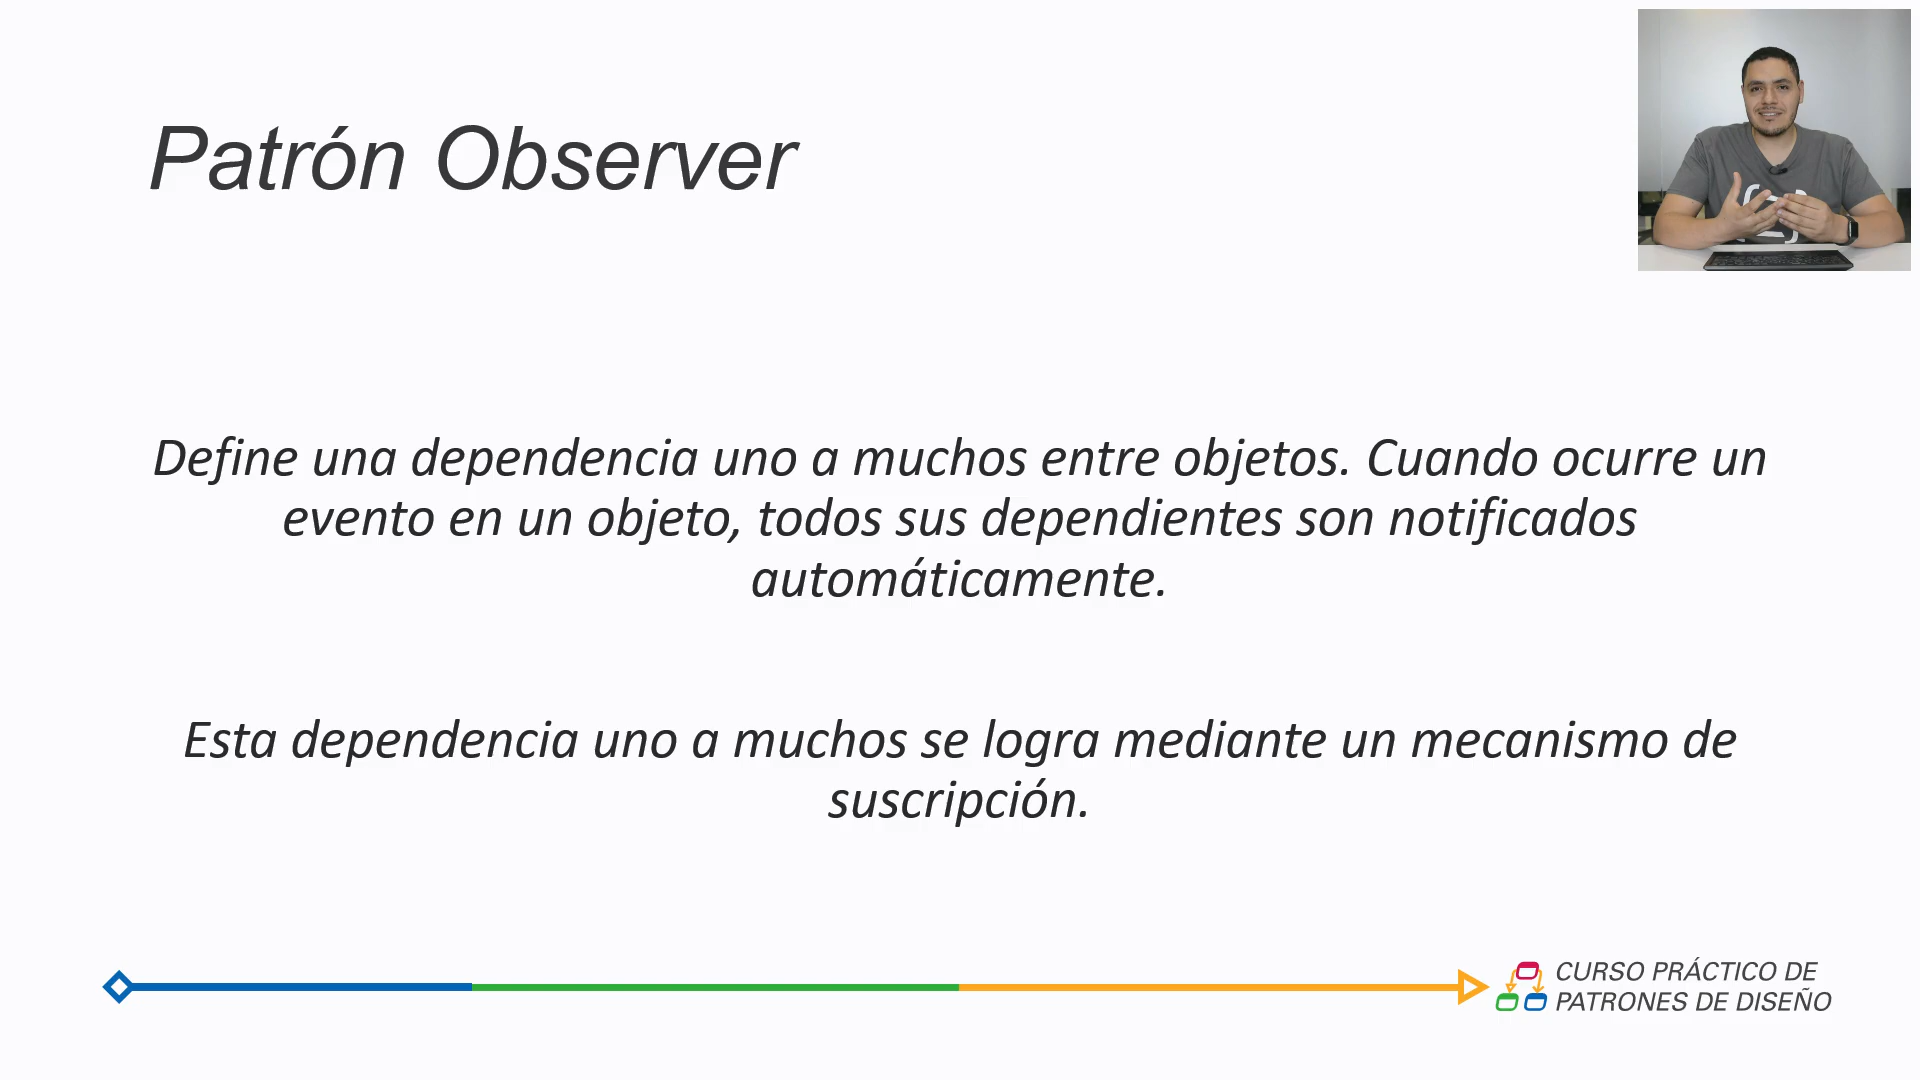 Patrón Observer
Define una dependencia uno a muchos entre objetos. Cuando ocurre un
evento en un objeto, todos sus dependientes son notificados
automáticamente.
Esta dependencia uno a muchos se logra mediante un mecanismo de
suscripción.
CURSO PRÁCTICO DE
PATRONES DE DISEÑO